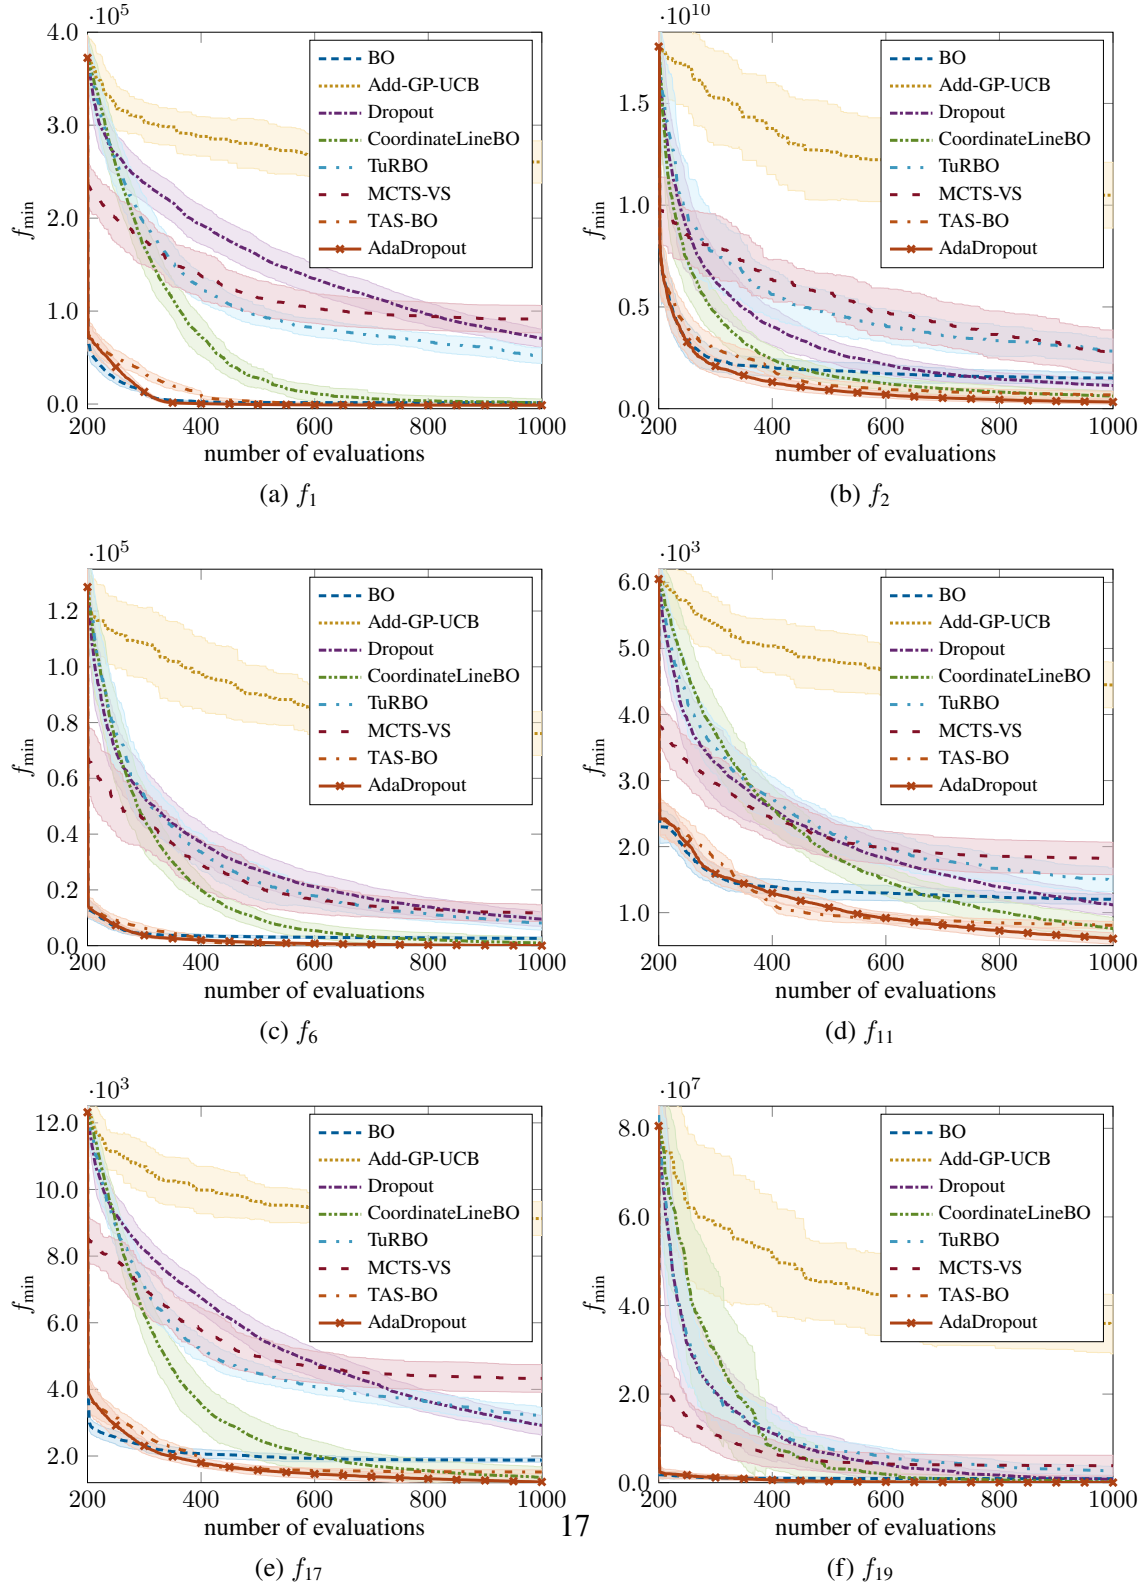 ·10^5
4.0
3.0
2.0
1.0
0.0
f_min
200 400 600 800 1000
number of evaluations
BO
Add-GP-UCB
Dropout
CoordinateLineBO
TuRBO
MCTS-VS
TAS-BO
AdaDropout
(a) f_1
·10^10
1.5
1.0
0.5
0.0
f_min
200 400 600 800 1000
number of evaluations
BO
Add-GP-UCB
Dropout
CoordinateLineBO
TuRBO
MCTS-VS
TAS-BO
AdaDropout
(b) f_2
·10^5
1.2
1.0
0.8
0.6
0.4
0.2
0.0
f_min
200 400 600 800 1000
number of evaluations
BO
Add-GP-UCB
Dropout
CoordinateLineBO
TuRBO
MCTS-VS
TAS-BO
AdaDropout
(c) f_6
·10^3
6.0
5.0
4.0
3.0
2.0
1.0
f_min
200 400 600 800 1000
number of evaluations
BO
Add-GP-UCB
Dropout
CoordinateLineBO
TuRBO
MCTS-VS
TAS-BO
AdaDropout
(d) f_11
·10^3
12.0
10.0
8.0
6.0
4.0
2.0
f_min
200 400 600 800 1000
number of evaluations
BO
Add-GP-UCB
Dropout
CoordinateLineBO
TuRBO
MCTS-VS
TAS-BO
AdaDropout
(e) f_17
·10^7
8.0
6.0
4.0
2.0
0.0
f_min
200 400 600 800 1000
number of evaluations
BO
Add-GP-UCB
Dropout
CoordinateLineBO
TuRBO
MCTS-VS
TAS-BO
AdaDropout
(f) f_19
17